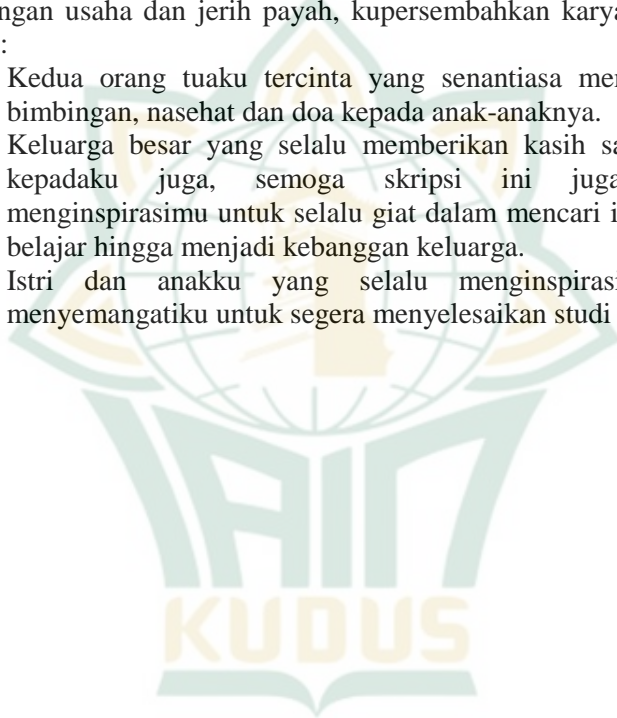 ngan usaha dan jerih payah, kupersembahkan karya
:
Kedua orang tuaku tercinta yang senantiasa mem
bimbingan, nasehat dan doa kepada anak-anaknya.
Keluarga besar yang selalu memberikan kasih sa
kepadaku juga, semoga skripsi ini juga
menginspirasimu untuk selalu giat dalam mencari i
belajar hingga menjadi kebanggan keluarga.
Istri dan anakku yang selalu menginspirasi
menyemangatiku untuk segera menyelesaikan studi
IAIN
KUDUS